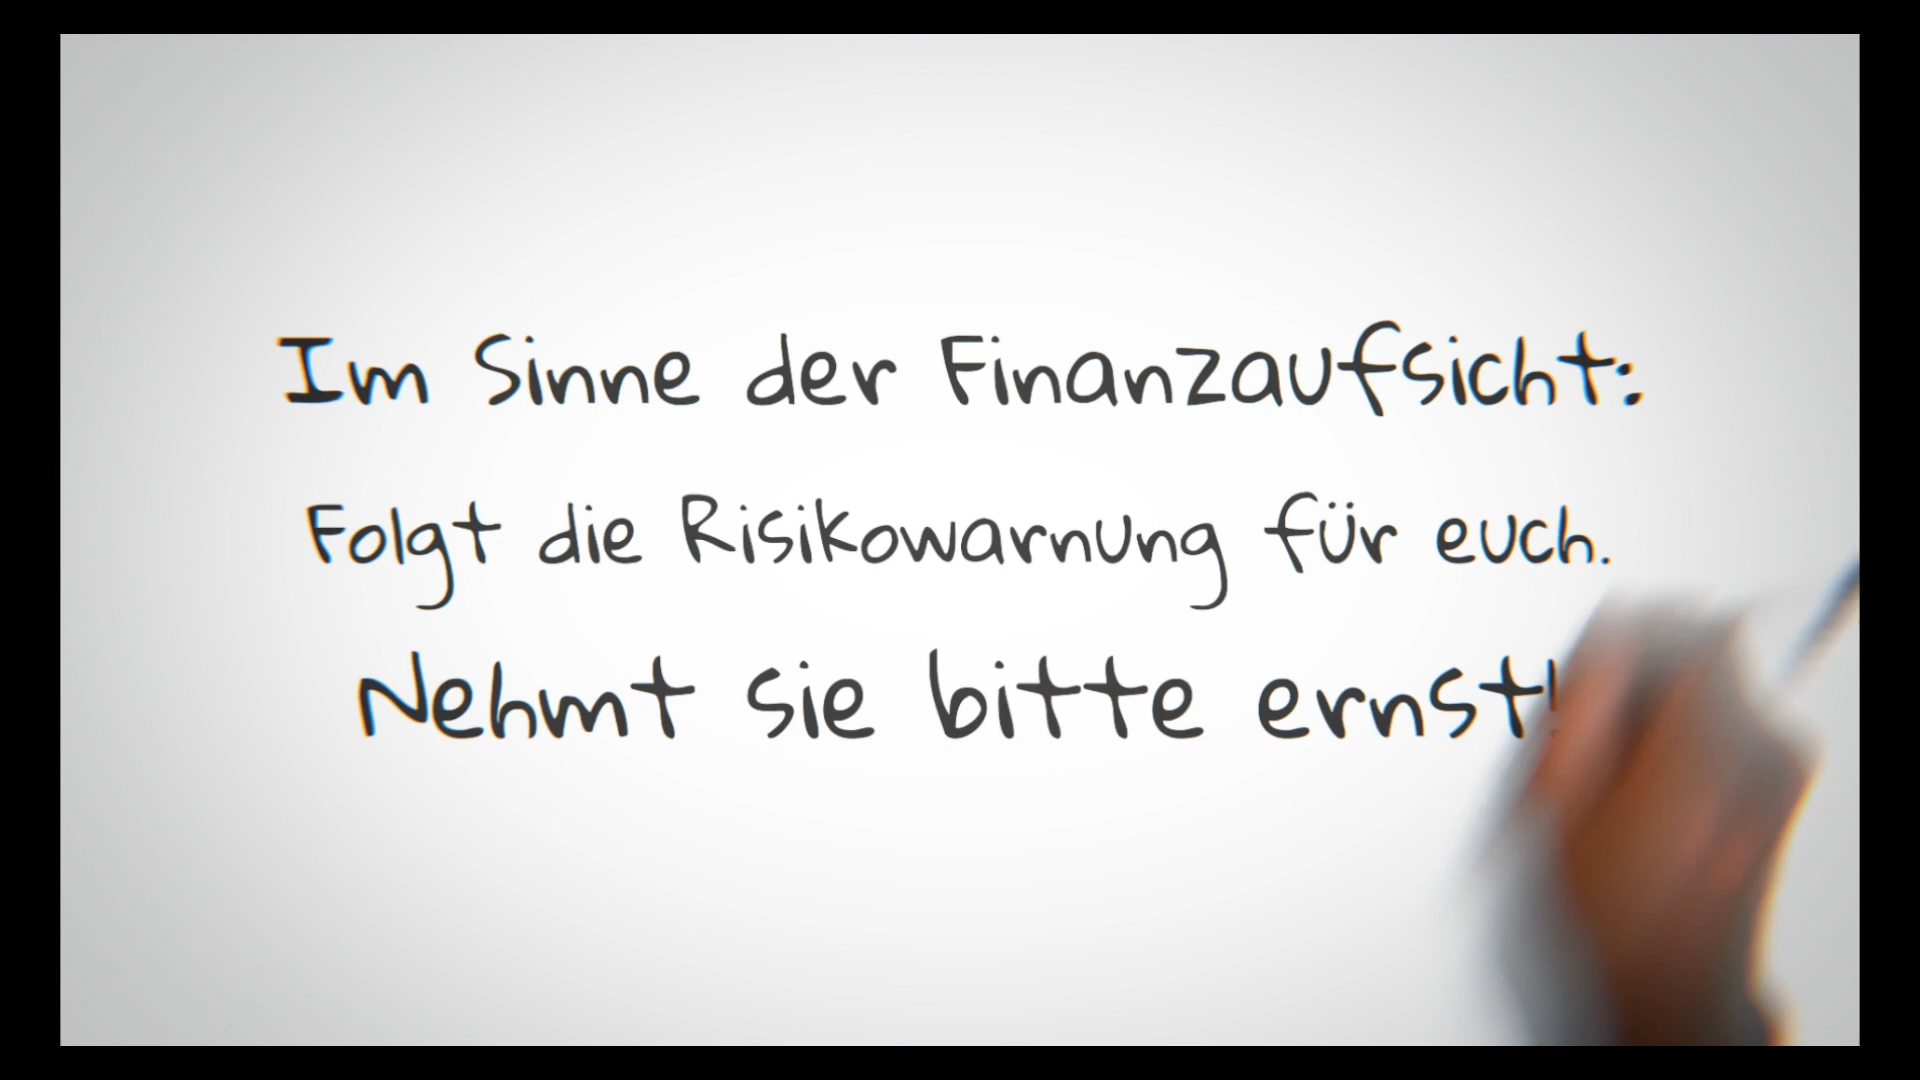 Im Sinne der Finanzaufsicht:
Folgt die Risikowarnung für euch.
Nehmt sie bitte ernst!